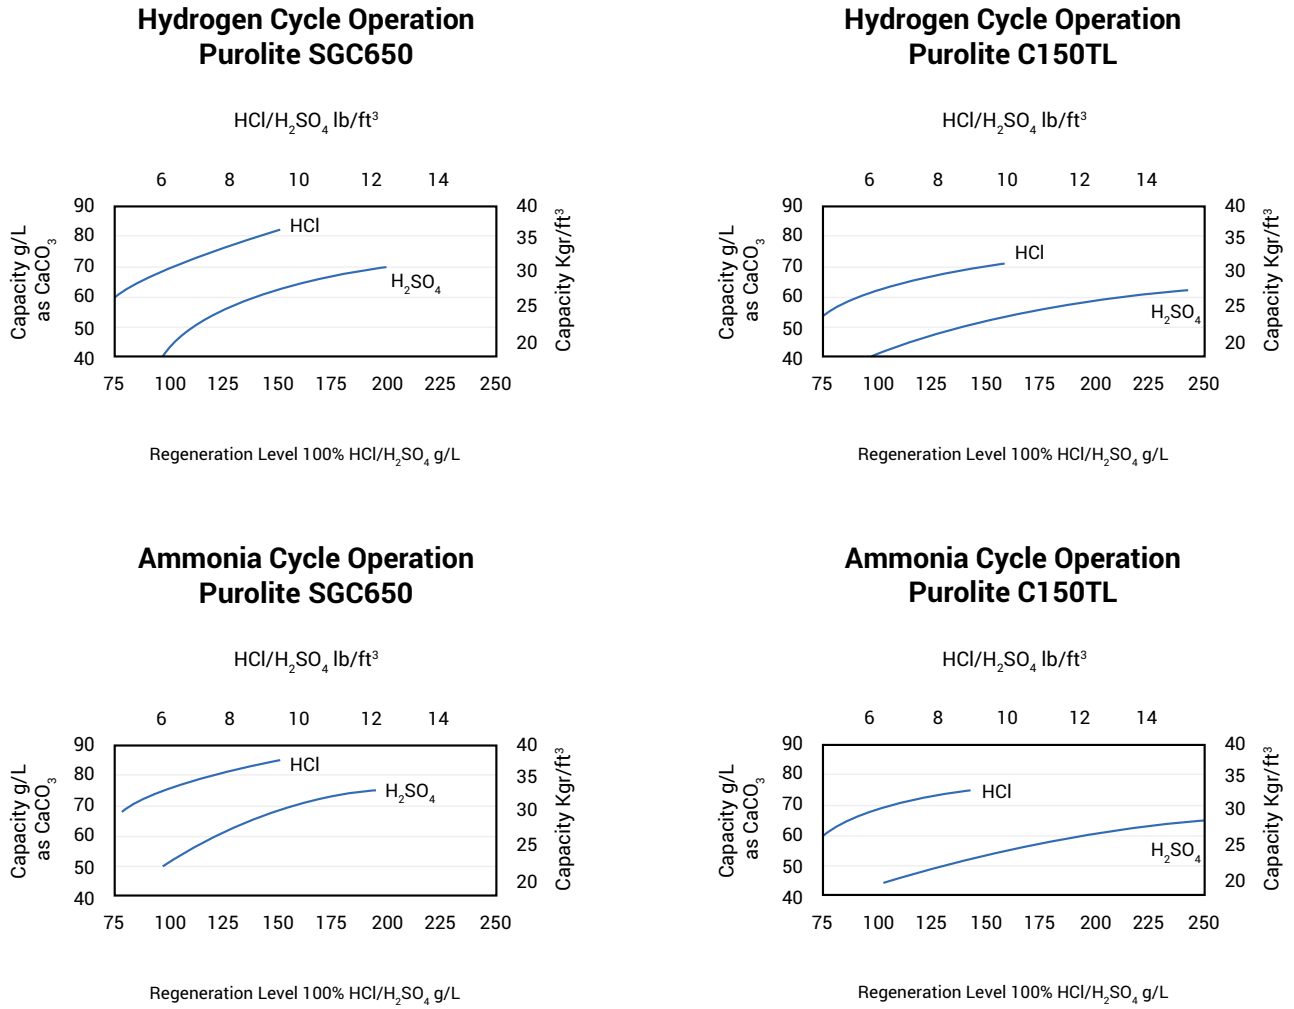 Hydrogen Cycle Operation
Purolite SGC650
HCl/H₂SO₄ lb/ft³
6 8 10 12 14
Capacity g/L
as CaCO₃
90
80
70
60
50
40
HCl
H₂SO₄
40
35
30
25
20
Capacity Kgr/ft³
75 100 125 150 175 200 225 250
Regeneration Level 100% HCl/H₂SO₄ g/L
Hydrogen Cycle Operation
Purolite C150TL
HCl/H₂SO₄ lb/ft³
6 8 10 12 14
Capacity g/L
as CaCO₃
90
80
70
60
50
40
HCl
H₂SO₄
40
35
30
25
20
Capacity Kgr/ft³
75 100 125 150 175 200 225 250
Regeneration Level 100% HCl/H₂SO₄ g/L
Ammonia Cycle Operation
Purolite SGC650
HCl/H₂SO₄ lb/ft³
6 8 10 12 14
Capacity g/L
as CaCO₃
90
80
70
60
50
40
HCl
H₂SO₄
40
35
30
25
20
Capacity Kgr/ft³
75 100 125 150 175 200 225 250
Regeneration Level 100% HCl/H₂SO₄ g/L
Ammonia Cycle Operation
Purolite C150TL
HCl/H₂SO₄ lb/ft³
6 8 10 12 14
Capacity g/L
as CaCO₃
90
80
70
60
50
40
HCl
H₂SO₄
40
35
30
25
20
Capacity Kgr/ft³
75 100 125 150 175 200 225 250
Regeneration Level 100% HCl/H₂SO₄ g/L